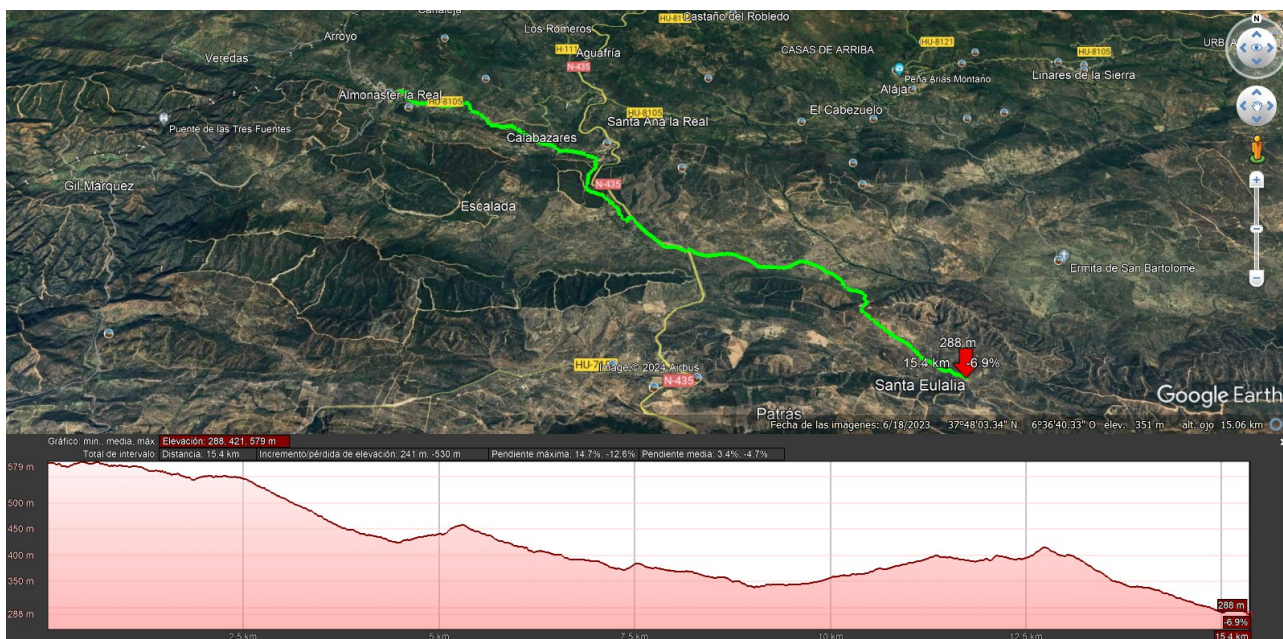 Canaleja
Castaño del Robledo
HU-8121
URB
N
Arroyo
Los Romeros
H-111
Aguafría
N-435
CASAS DE ARRIBA
HU-8105
Veredas
Peña Arias Montano
Linares de la Sierra
Alájar
Almonaster la Real
HU-8105
El Cabezuelo
HU-8105
Santa Ana la Real
Puente de las Tres Fuentes
Calabazares
Gil Márquez
N-435
Escalada
Ermita de San Bartolome
288 m
15.4 km -6.9%
Image © 2024 Airbus
N-435
Santa Eulalia
Google Earth
Patrás
Fecha de las imágenes: 6/18/2023 37°48'03.34" N 6°36'40.33" O elev. 351 m alt. ojo 15.06 km
Gráfico: min., media, máx. Elevación: 288, 421, 579 m
Total de intervalo Distancia: 15.4 km Incremento/pérdida de elevación: 241 m, -530 m Pendiente máxima: 14.7%, -12.6% Pendiente media: 3.4%, -4.7%
579 m
500 m
450 m
400 m
350 m
288 m
288 m
-6.9%
2.5 km 5 km 7.5 km 10 km 12.5 km 15.4 km